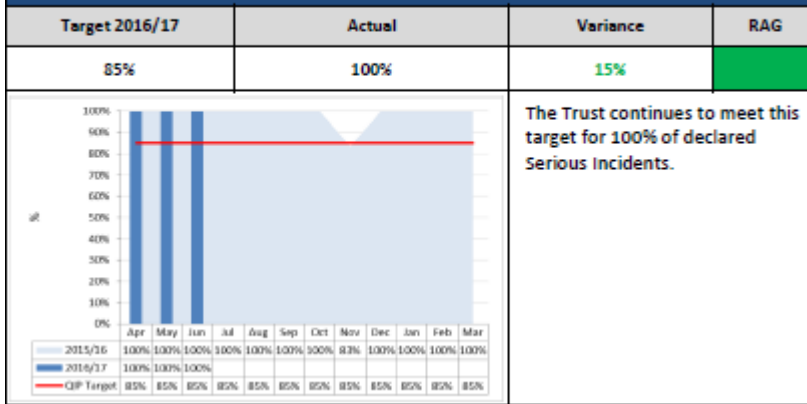 Target 2016/17 Actual Variance RAG
85% 100% 15%
The Trust continues to meet this
target for 100% of declared
Serious Incidents.
100%
90%
80%
70%
60%
50%
40%
30%
20%
10%
0%
%
Apr May Jun Jul Aug Sep Oct Nov Dec Jan Feb Mar
2015/16 100% 100% 100% 100% 100% 100% 100% 83% 100% 100% 100% 100%
2016/17 100% 100% 100%
QIP Target 85% 85% 85% 85% 85% 85% 85% 85% 85% 85% 85% 85%